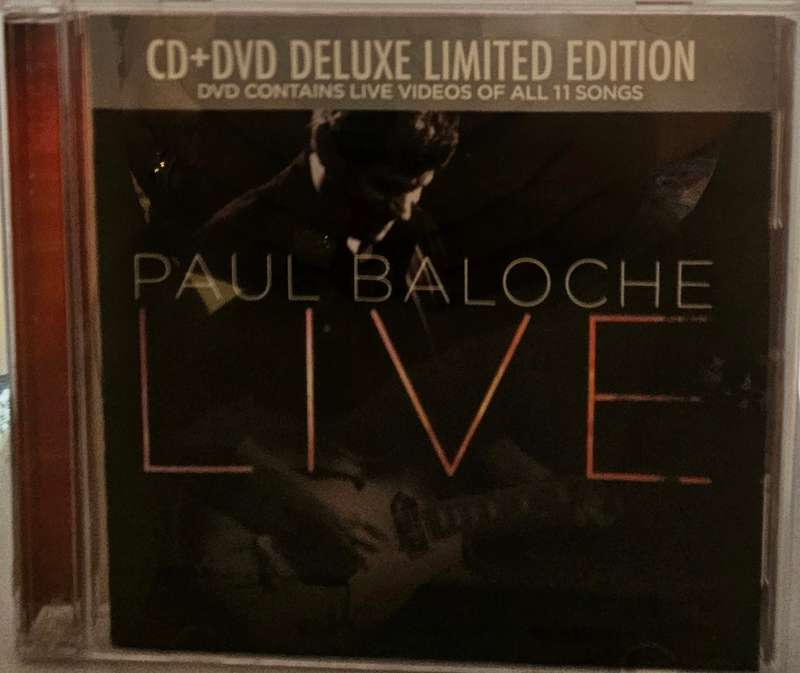 CD+DVD DELUXE LIMITED EDITION
DVD CONTAINS LIVE VIDEOS OF ALL 11 SONGS
PAUL BALOCHE
LIVE